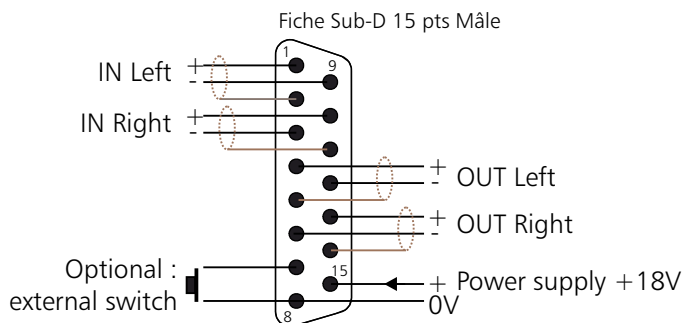 Fiche Sub-D 15 pts Mâle
1
9
IN Left +
-
IN Right +
-
+ OUT Left
-
+ OUT Right
-
Optional :
external switch
15
+ Power supply +18V
0V
8